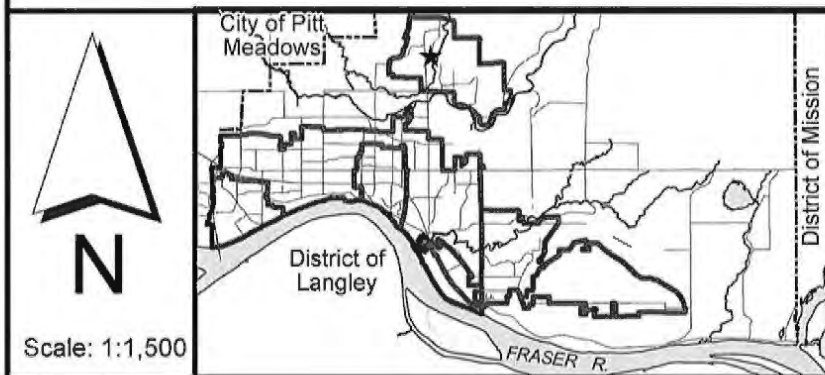 City of Pitt
Meadows
District of Mission
District of
Langley
N
Scale: 1:1,500
FRASER R.